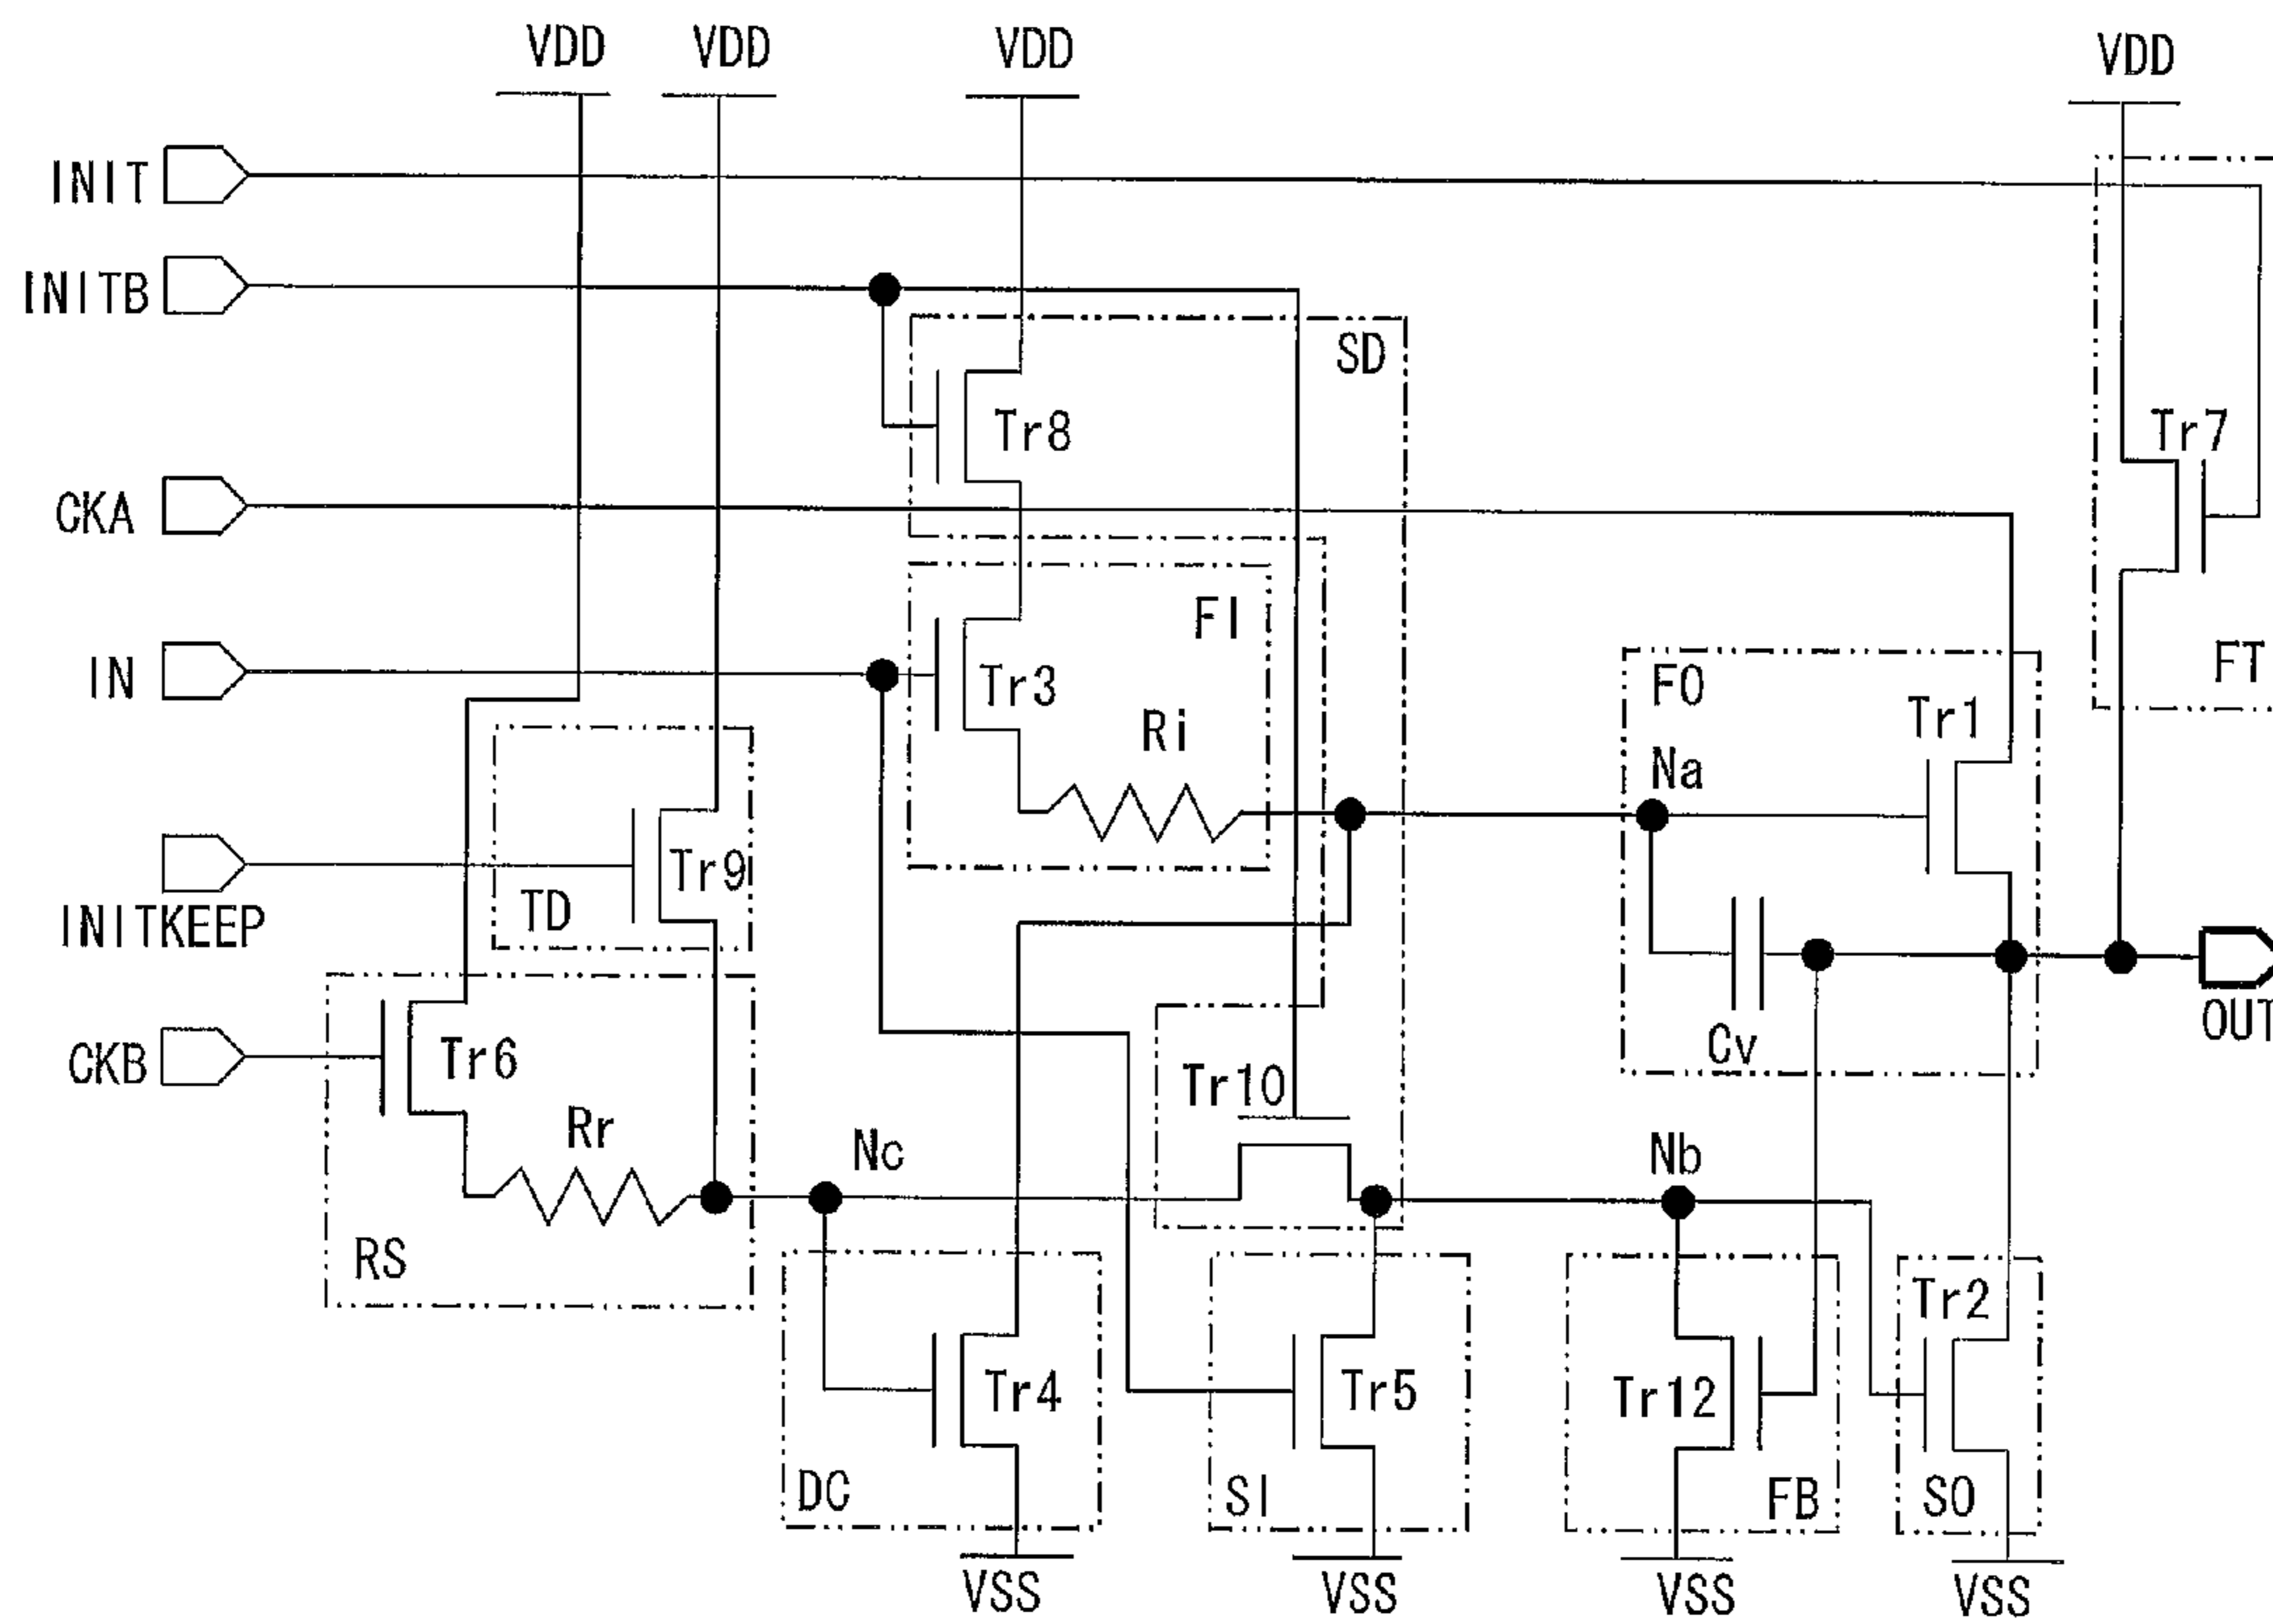 VDD
VDD
VDD
VDD
INIT
INITB
SD
Tr8
Tr7
CKA
FI
IN
Tr3
FO
FT
Ri
Tr1
Na
Tr9
TD
INITKEEP
OUT
Cv
CKB
Tr6
Tr10
Rr
Nc
Nb
RS
Tr2
Tr4
Tr5
Tr12
DC
SI
FB
SO
VSS
VSS
VSS
VSS